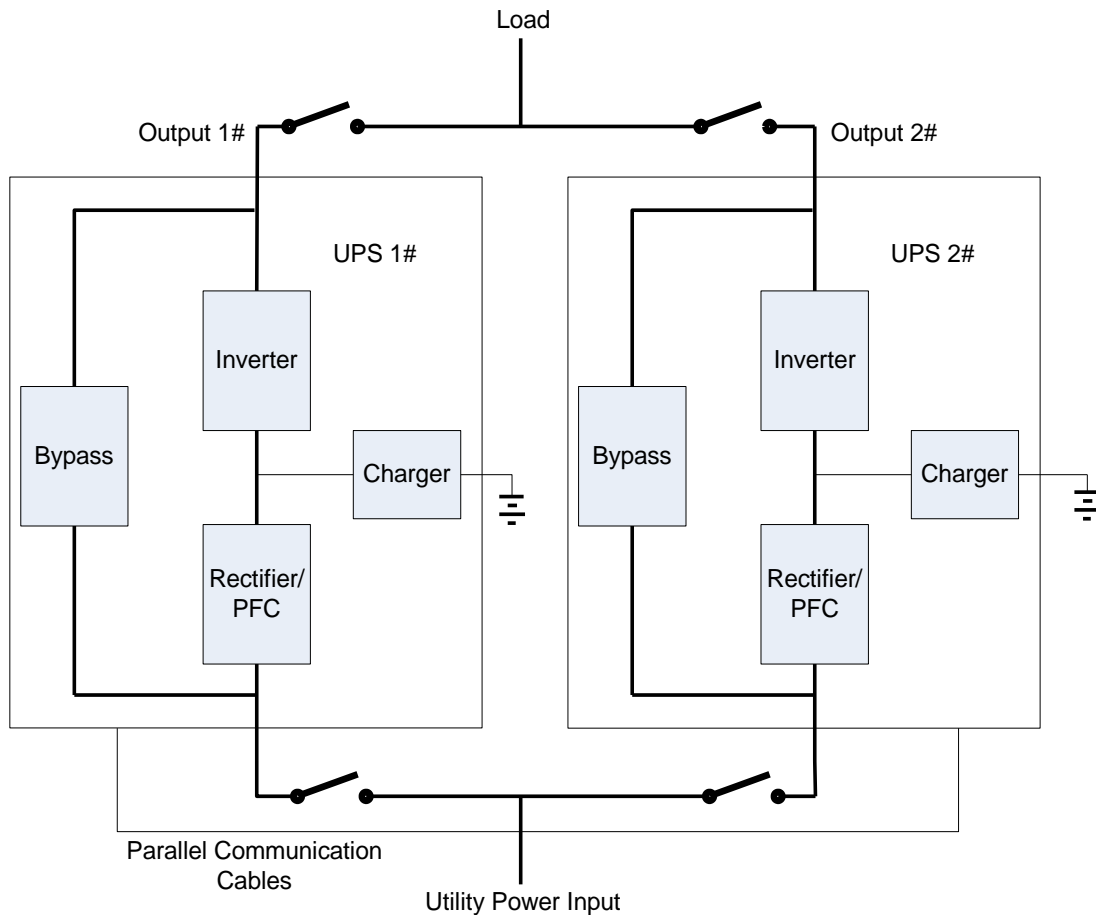 Load
Output 1#
Output 2#
UPS 1#
UPS 2#
Inverter
Inverter
Bypass
Charger
Bypass
Charger
Rectifier/
PFC
Rectifier/
PFC
Parallel Communication
Cables
Utility Power Input